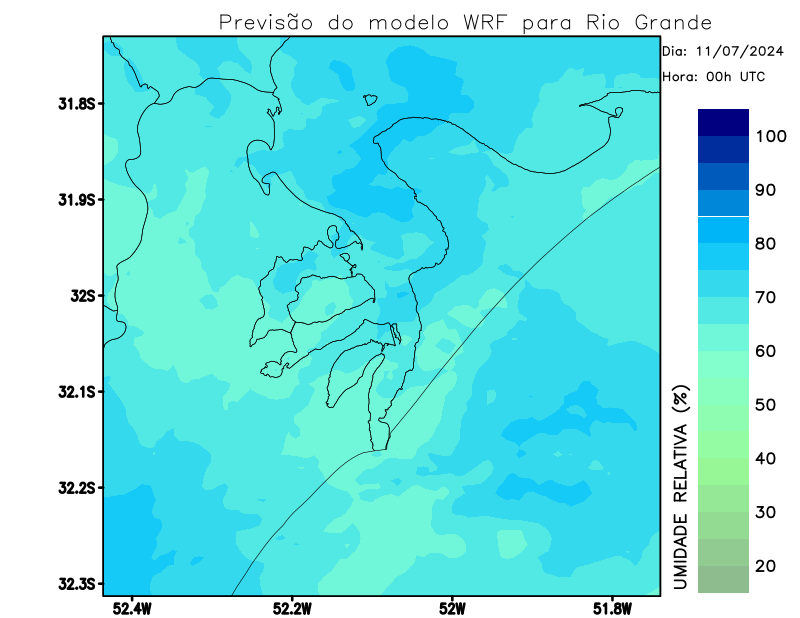 Previsão do modelo WRF para Rio Grande
Dia: 11/07/2024
Hora: 00h UTC
31.8S
31.9S
32S
32.1S
32.2S
32.3S
52.4W
52.2W
52W
51.8W
100
90
80
70
60
50
40
30
20
UMIDADE RELATIVA (%)